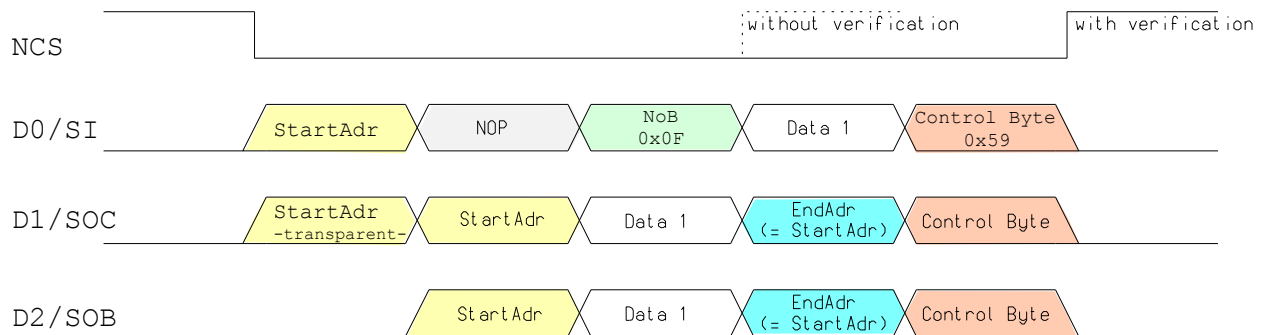 without verification
with verification
NCS
D0/SI
StartAdr
NOP
NoB
0x0F
Data 1
Control Byte
0x59
D1/SOC
StartAdr
-transparent-
StartAdr
Data 1
EndAdr
(= StartAdr)
Control Byte
D2/SOB
StartAdr
Data 1
EndAdr
(= StartAdr)
Control Byte